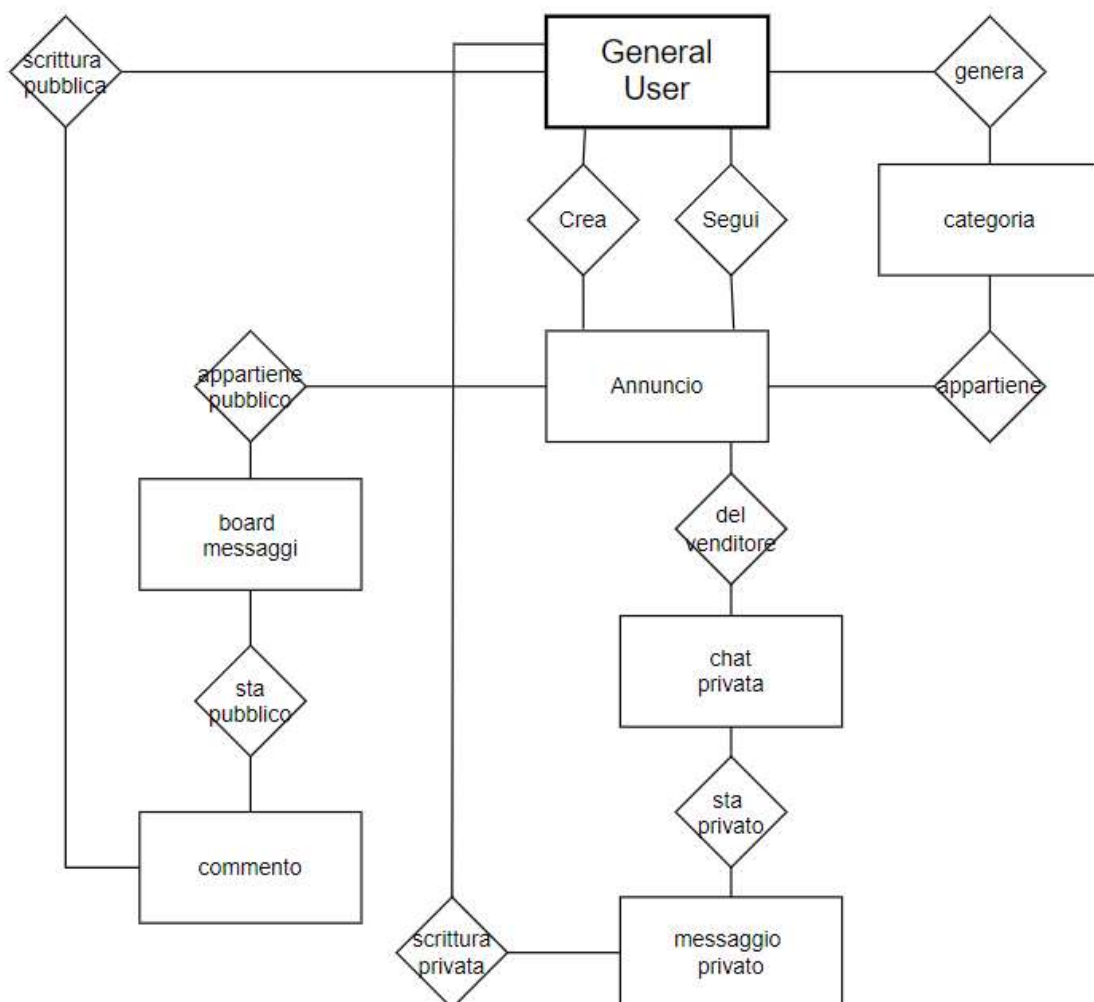 scrittura
pubblica
General
User
genera
Crea
Segui
categoria
appartiene
pubblico
Annuncio
appartiene
board
messaggi
del
venditore
chat
privata
sta
pubblico
sta
privato
commento
scrittura
privata
messaggio
privato